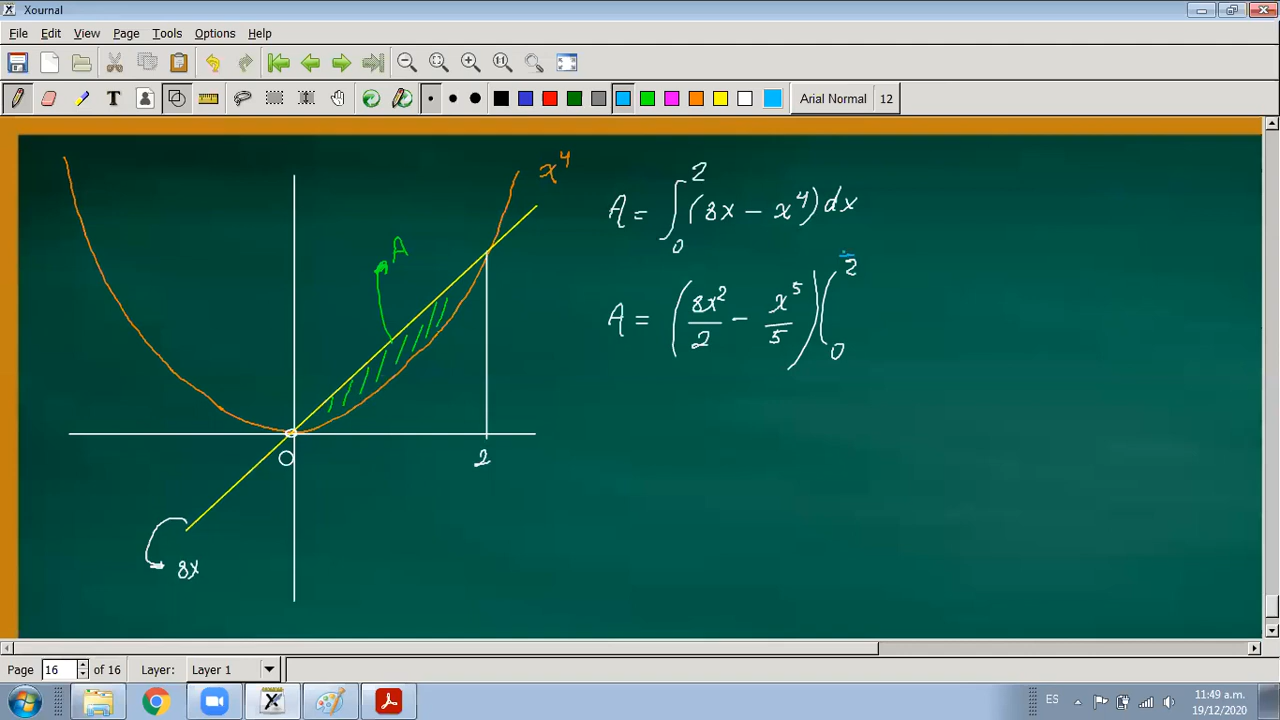 Xournal
File Edit View Page Tools Options Help
Arial Normal 12
x⁴
A
0
2
8x
A = ∫₀² (8x − x⁴) dx
A = (8x²/2 − x⁵/5) (₀²
Page 16 of 16 Layer: Layer 1
ES 11:49 a.m.
19/12/2020